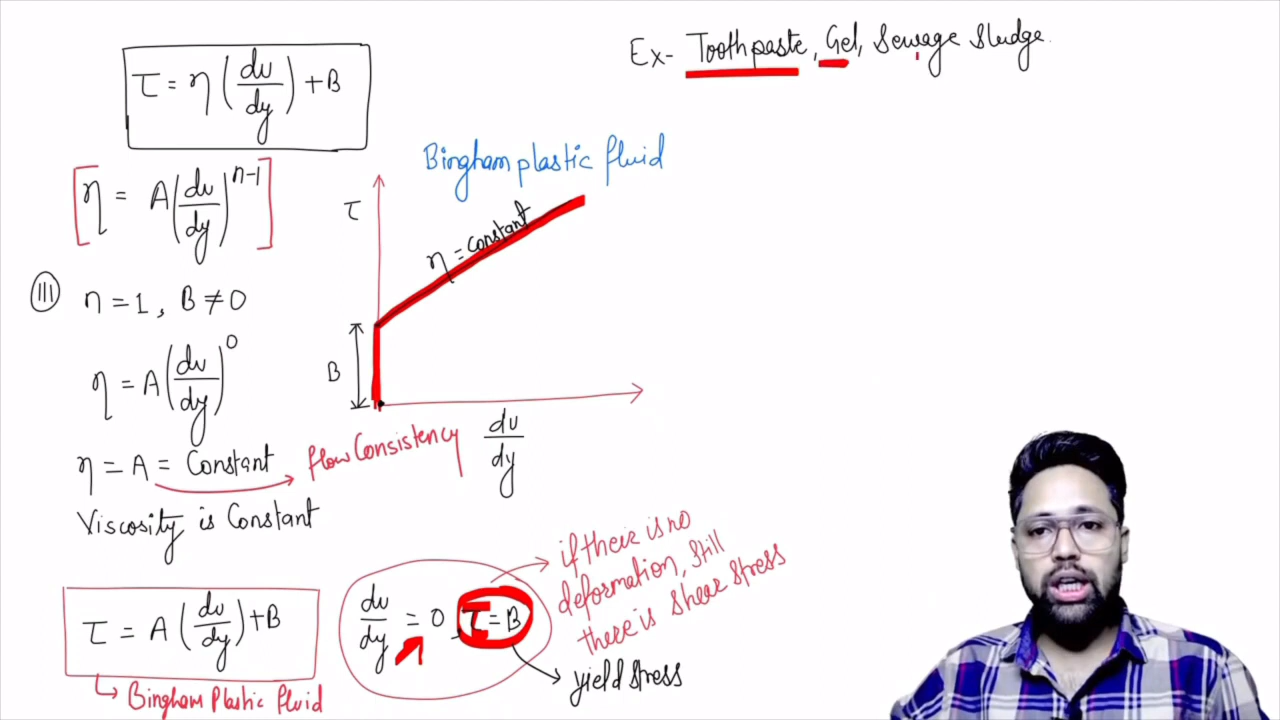 Ex- Toothpaste, Gel, Sewage Sludge.
τ = η (du/dy) + B
[η = A(du/dy)^n-1]
Bingham plastic fluid
τ
η = constant
III
n = 1, B ≠ 0
η = A(du/dy)^0
B
du/dy
η = A = Constant
flow Consistency
Viscosity is Constant
if there is no
deformation, still
there is shear stress
τ = A (du/dy) + B
du/dy = 0, τ = B
yield stress
Bingham Plastic fluid